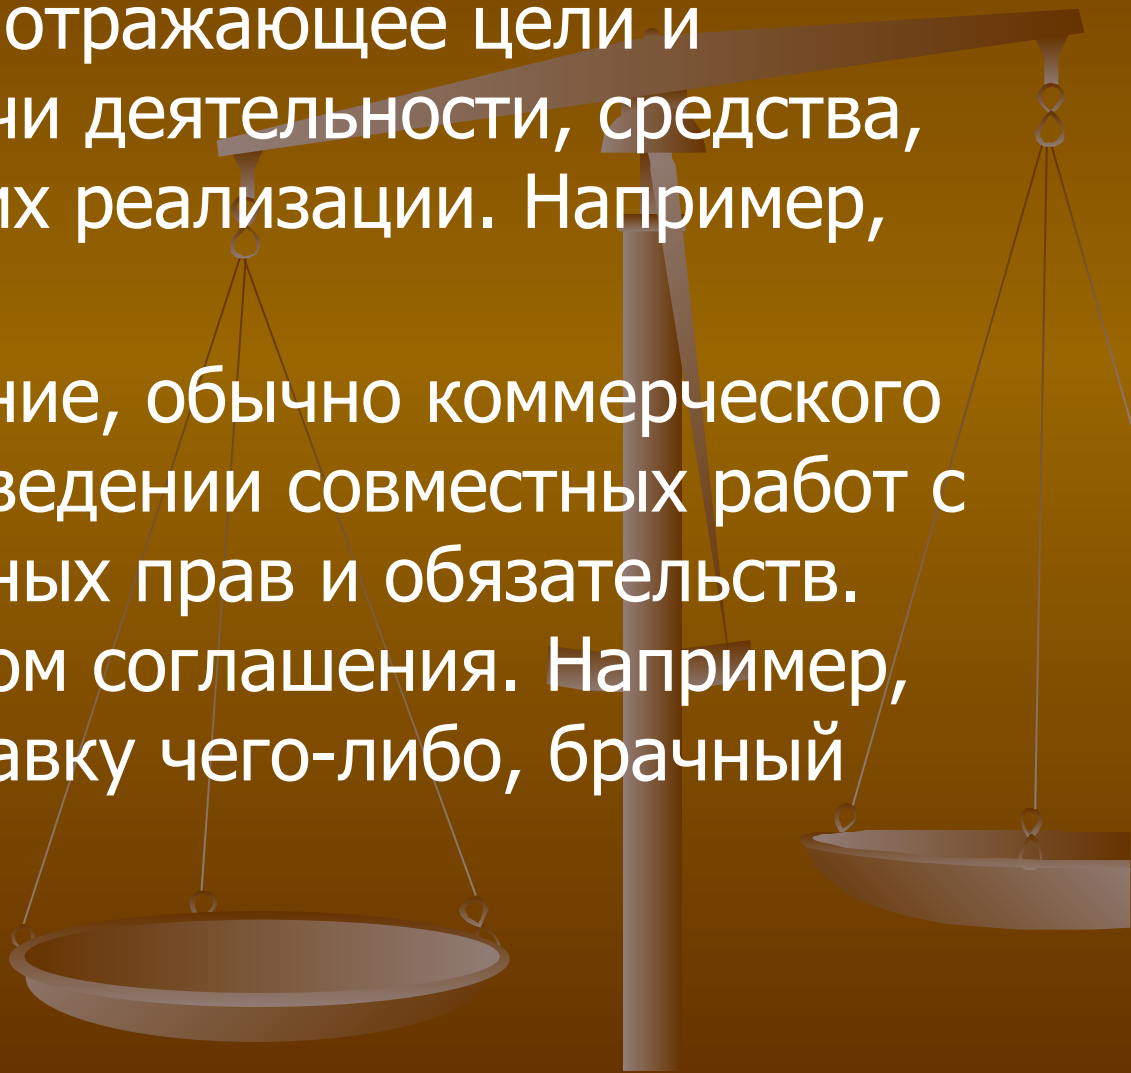 отражающее цели и
чи деятельности, средства,
их реализации. Например,
ние, обычно коммерческого
ведении совместных работ с
ных прав и обязательств.
ом соглашения. Например,
авку чего-либо, брачный